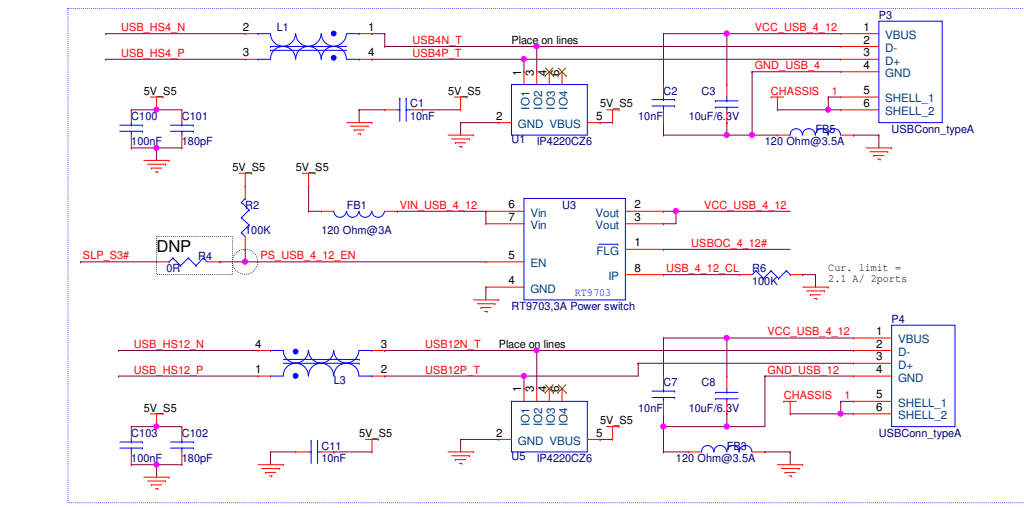 P3
USB_HS4_N 2 L1 1 VCC_USB_4_12 1 VBUS
USB4N_T Place on lines 2 D-
USB_HS4_P 3 4 USB4P_T 3 D+
GND_USB_4 4 GND
1 3 4 6
5V_S5 5V_S5 IO1 IO2 IO3 IO4 5V_S5 C2 C3 CHASSIS 1 5 SHELL_1
6 SHELL_2
C100 C101 C1 10nF 10nF 10uF/6.3V
100nF 180pF 2 GND VBUS 5 FB5 USBConn_typeA
U1 IP4220CZ6 120 Ohm@3.5A
5V_S5 5V_S5
R2 FB1 VIN_USB_4_12 6 Vin U3 Vout 2 VCC_USB_4_12
7 Vin Vout 3
100K 120 Ohm@3A
DNP 1 USBOC_4_12#
FLG
SLP_S3# R4 PS_USB_4_12_EN 5 EN
0R IP 8 USB_4_12_CL R6 Cur. limit =
100K 2.1 A/ 2ports
4 GND
RT9703
RT9703,3A Power switch
P4
USB_HS12_N 4 3 USB12N_T Place on lines VCC_USB_4_12 1 VBUS
2 D-
3 D+
USB_HS12_P 1 L3 2 USB12P_T GND_USB_12 4 GND
1 3 4 6
IO1 IO2 IO3 IO4 C7 C8 CHASSIS 1 5 SHELL_1
5V_S5 10nF 10uF/6.3V 6 SHELL_2
C103 C102 5V_S5 5V_S5 USBConn_typeA
100nF 180pF C11 10nF 2 GND VBUS 5 FB3
U5 IP4220CZ6 120 Ohm@3.5A